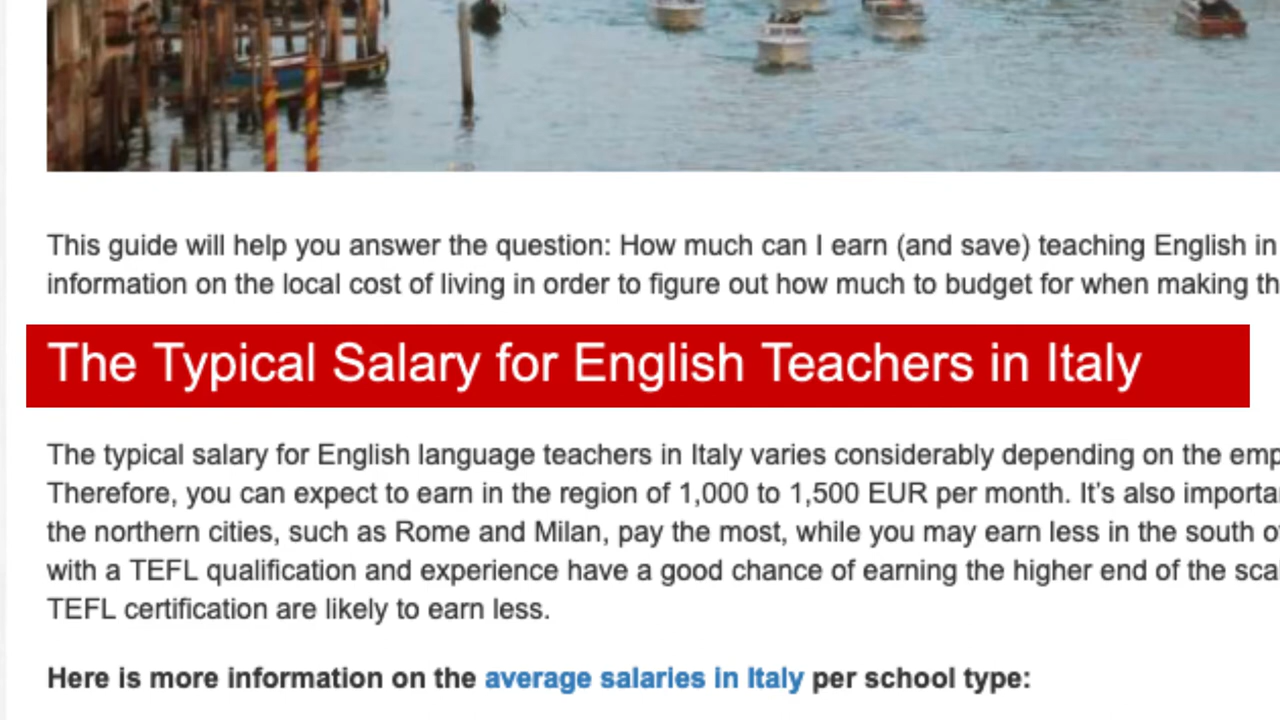 This guide will help you answer the question: How much can I earn (and save) teaching English in
information on the local cost of living in order to figure out how much to budget for when making th
The Typical Salary for English Teachers in Italy
The typical salary for English language teachers in Italy varies considerably depending on the emp
Therefore, you can expect to earn in the region of 1,000 to 1,500 EUR per month. It's also importa
the northern cities, such as Rome and Milan, pay the most, while you may earn less in the south o
with a TEFL qualification and experience have a good chance of earning the higher end of the scal
TEFL certification are likely to earn less.
Here is more information on the average salaries in Italy per school type: